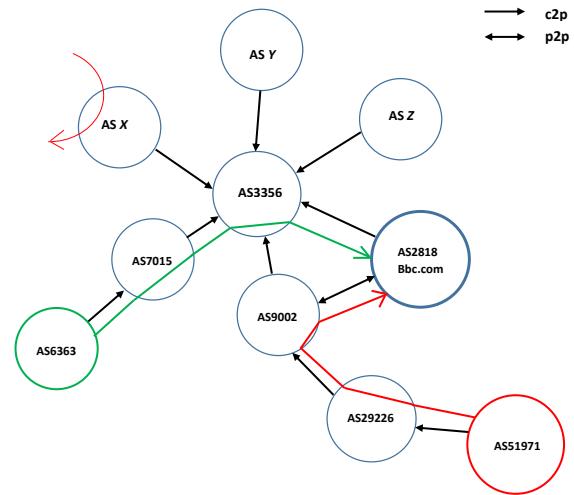 c2p
p2p
AS Y
AS X
AS Z
AS3356
AS7015
AS2818
Bbc.com
AS9002
AS6363
AS29226
AS51971